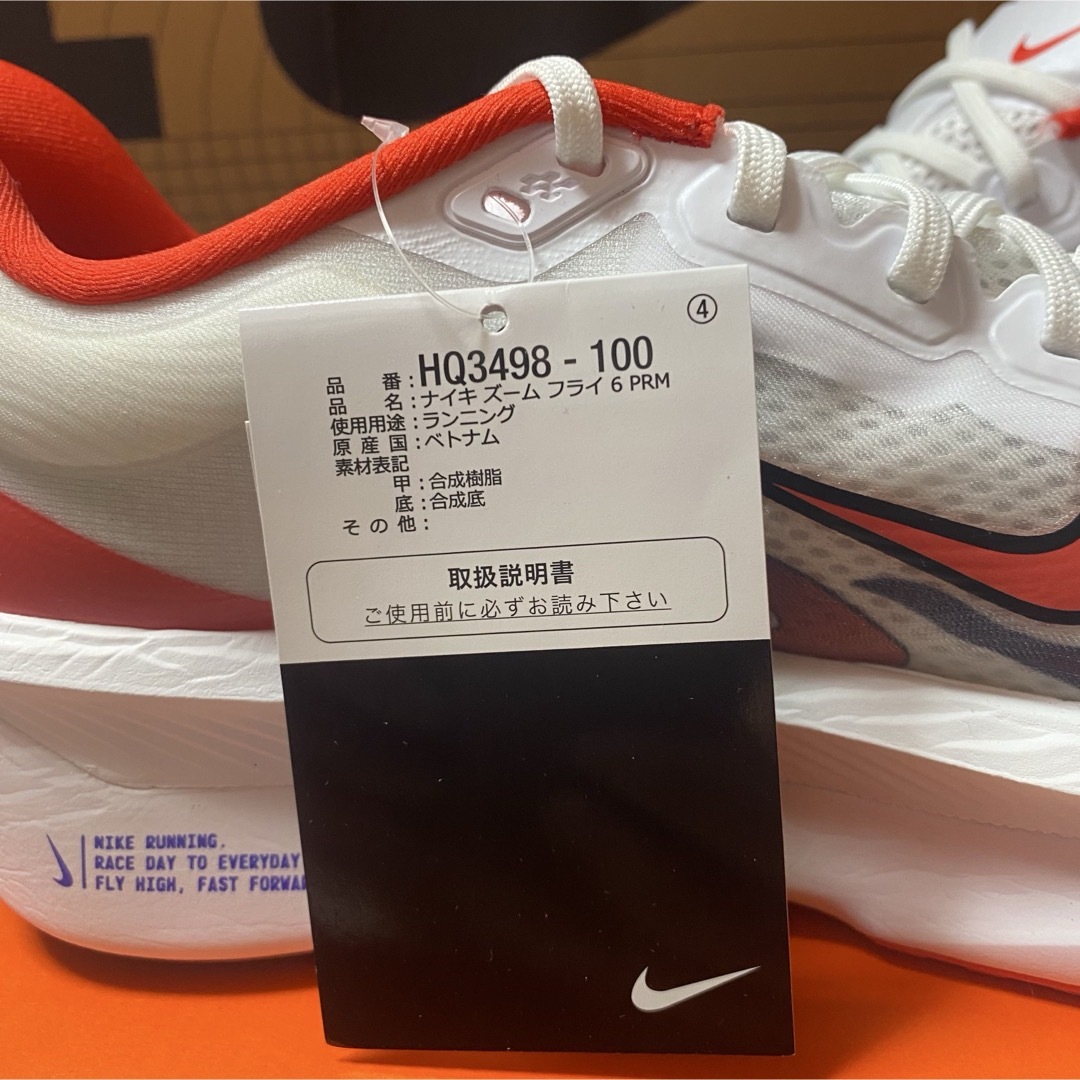 ④
品 番:HQ3498 - 100
品 名:ナイキ ズーム フライ 6 PRM
使用用途:ランニング
原産国:ベトナム
素材表記
甲:合成樹脂
底:合成底
その他:
取扱説明書
ご使用前に必ずお読み下さい
NIKE RUNNING.
RACE DAY TO EVERYDAY
FLY HIGH, FAST